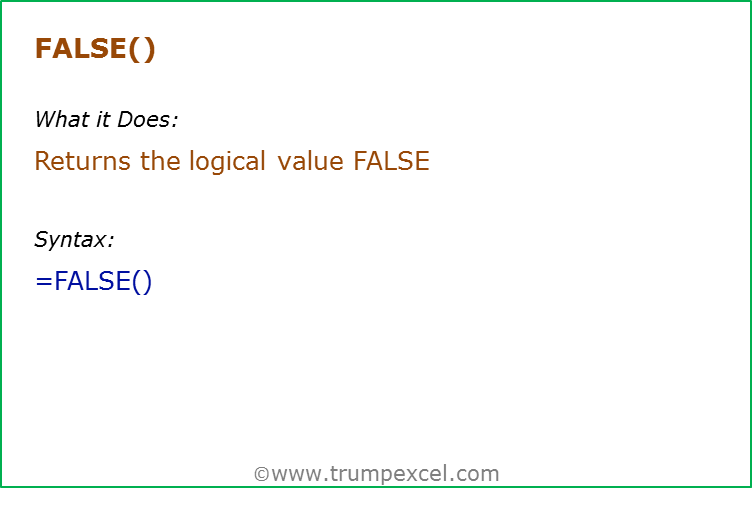 FALSE()
What it Does:
Returns the logical value FALSE
Syntax:
=FALSE()
©www.trumpexcel.com